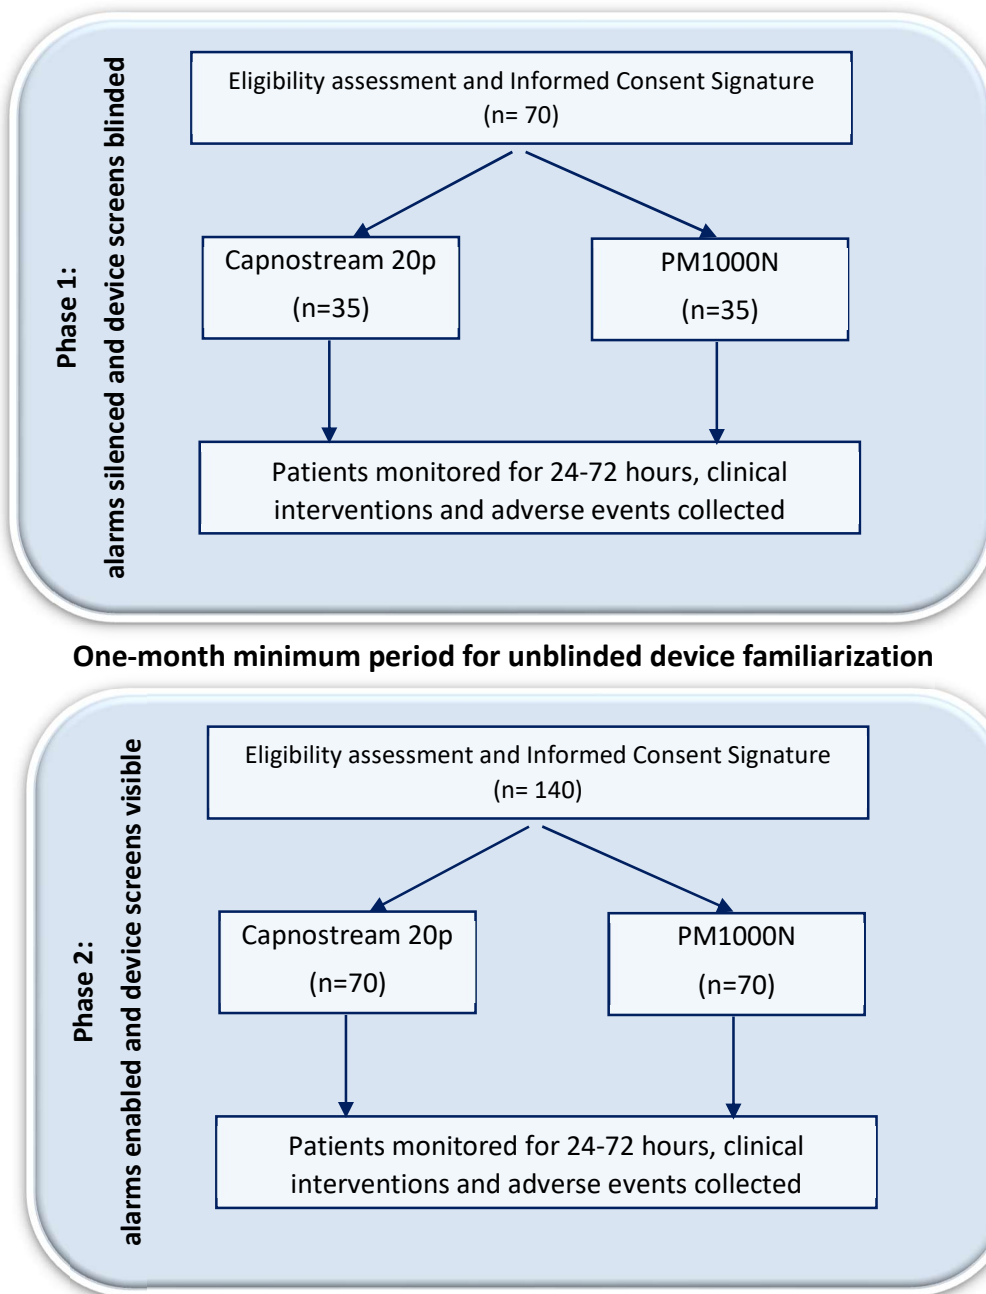 Phase 1:
alarms silenced and device screens blinded
Eligibility assessment and Informed Consent Signature
(n= 70)
Capnostream 20p
(n=35)
PM1000N
(n=35)
Patients monitored for 24-72 hours, clinical
interventions and adverse events collected
One-month minimum period for unblinded device familiarization
Phase 2:
alarms enabled and device screens visible
Eligibility assessment and Informed Consent Signature
(n= 140)
Capnostream 20p
(n=70)
PM1000N
(n=70)
Patients monitored for 24-72 hours, clinical
interventions and adverse events collected